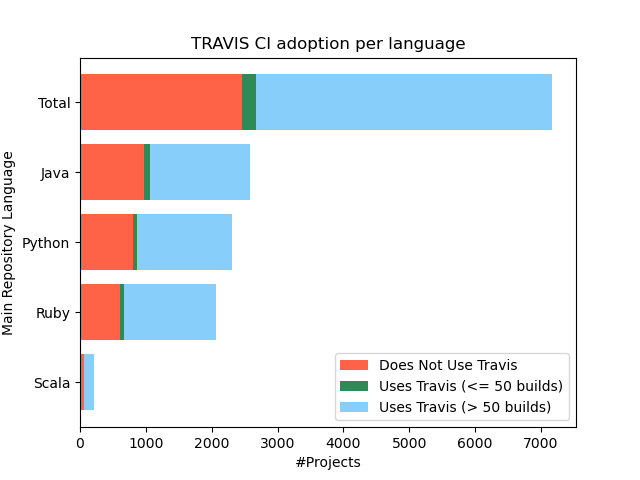 TRAVIS CI adoption per language
Main Repository Language
Total
Java
Python
Ruby
Scala
Does Not Use Travis
Uses Travis (<= 50 builds)
Uses Travis (> 50 builds)
0 1000 2000 3000 4000 5000 6000 7000
#Projects